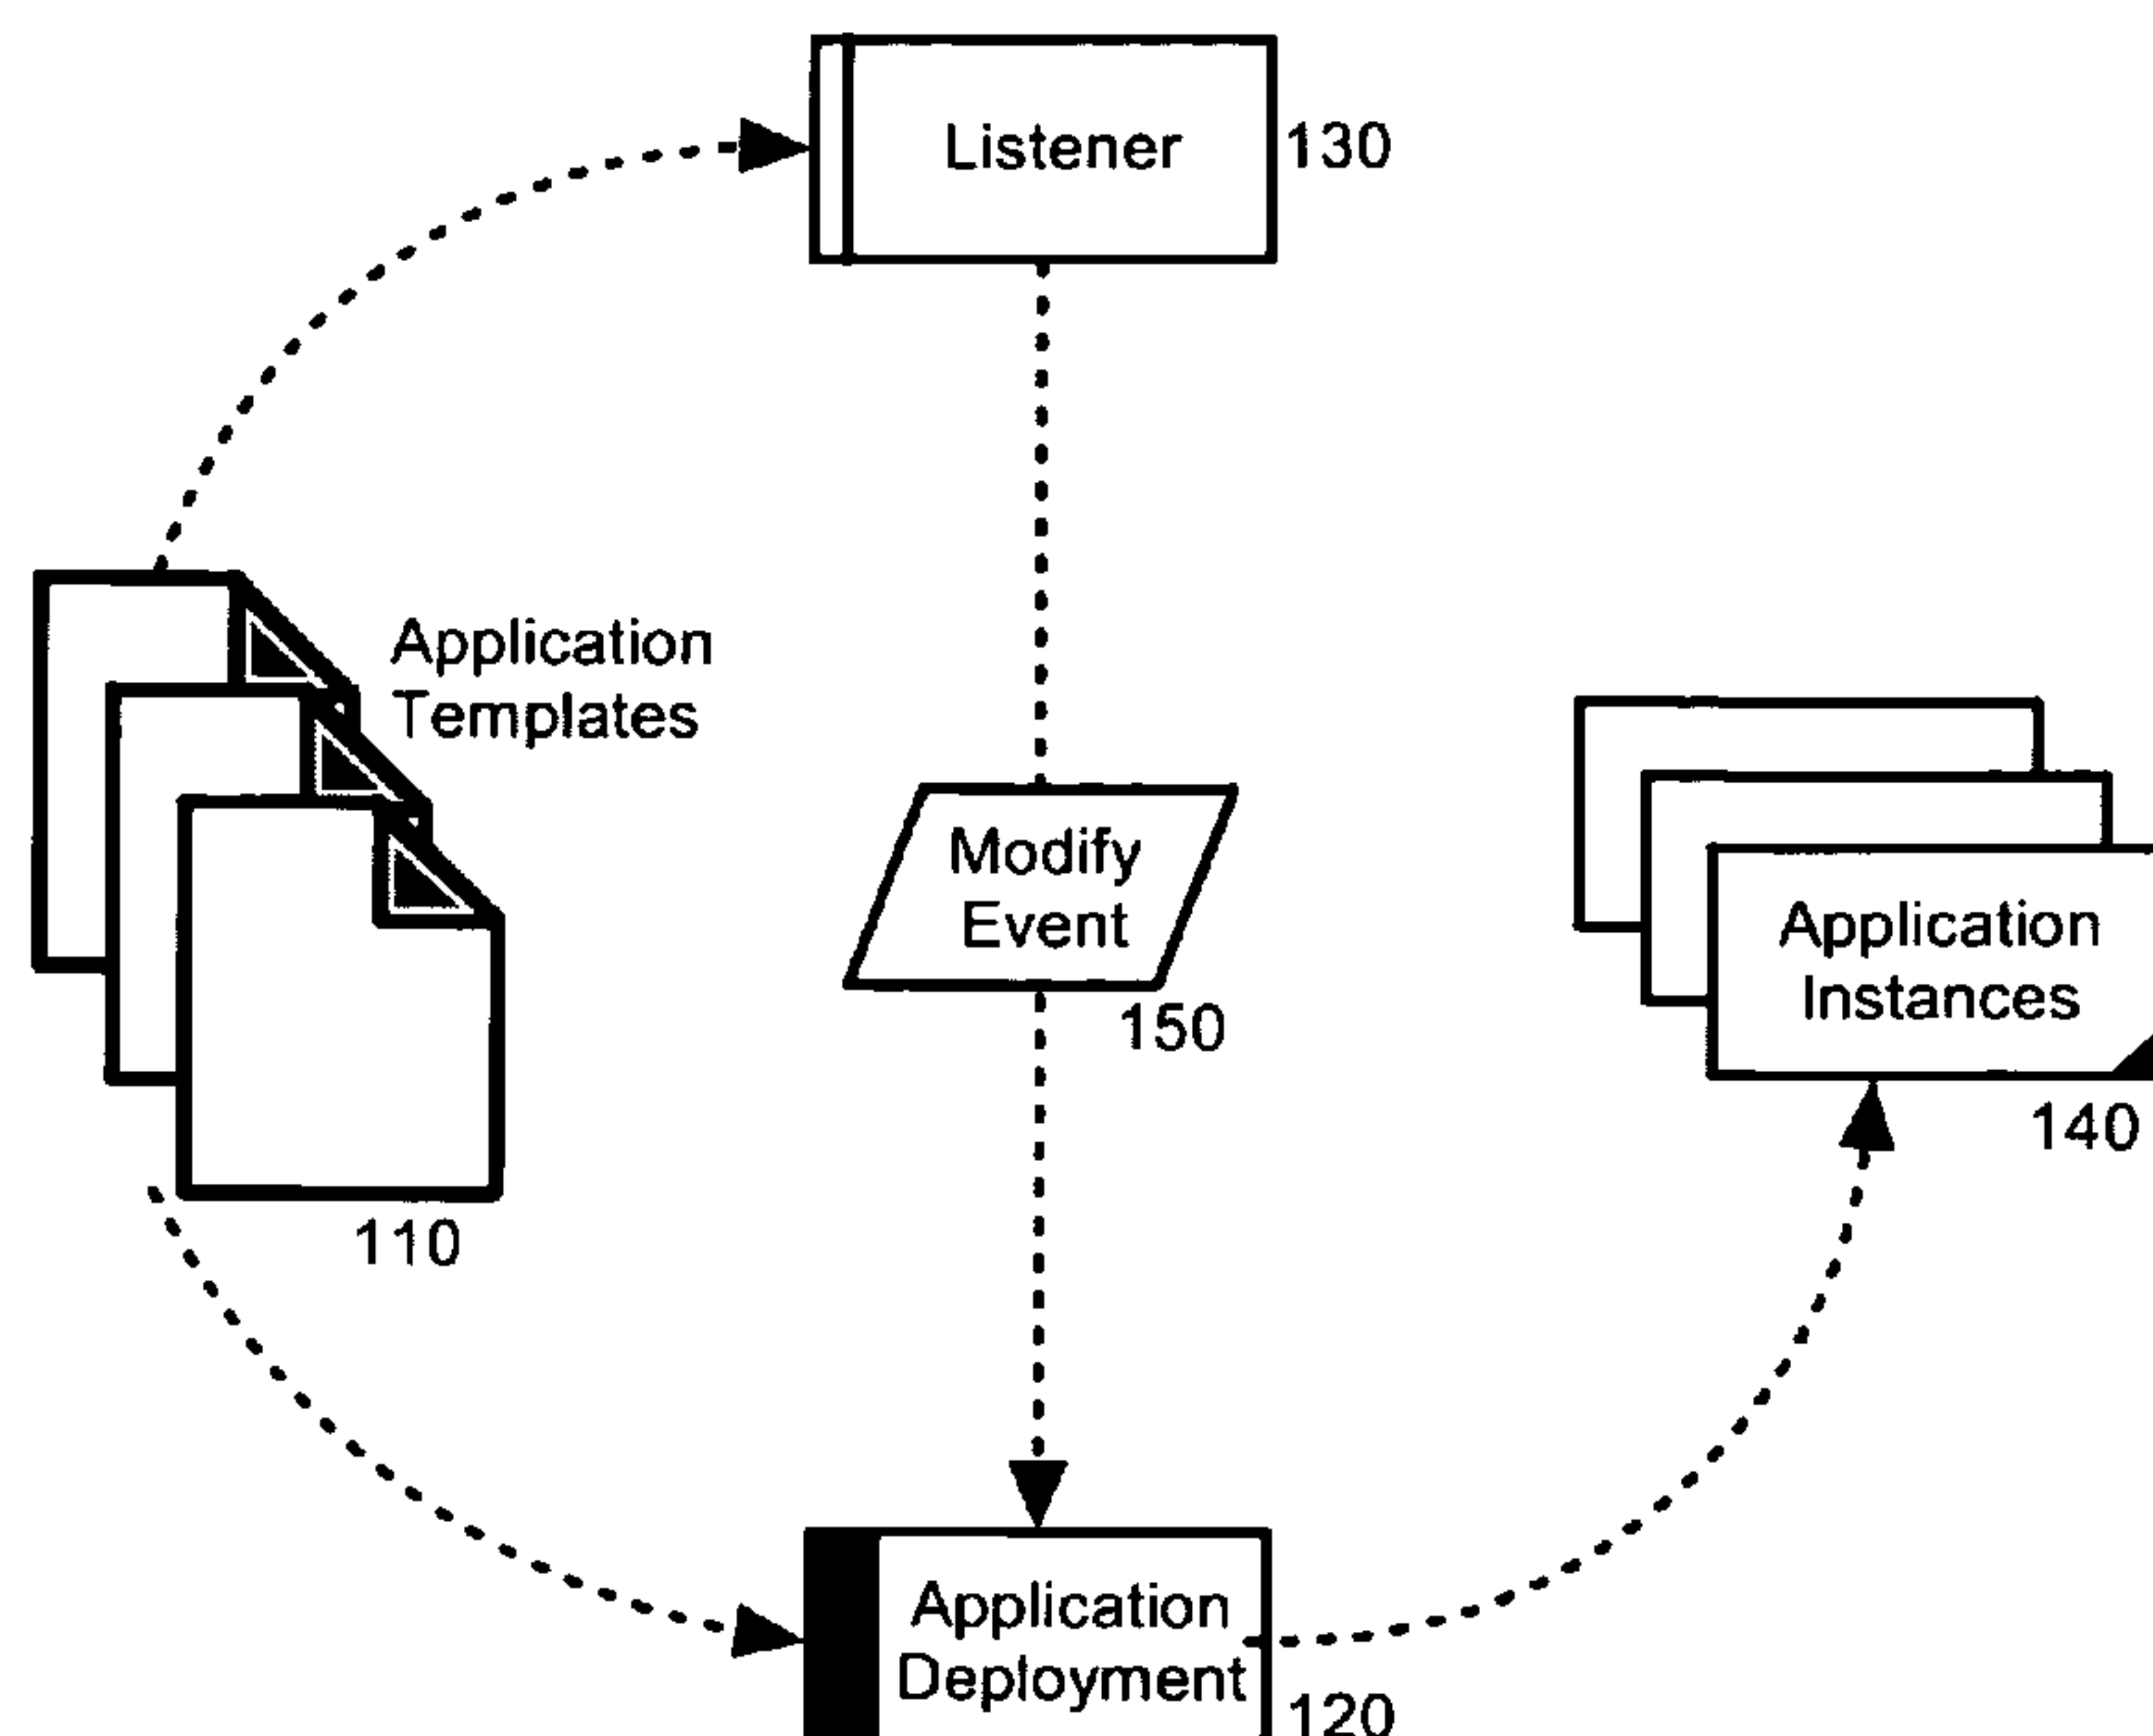 Listener
130
Application
Templates
110
Modify
Event
150
Application
Instances
140
Application
Deployment
120